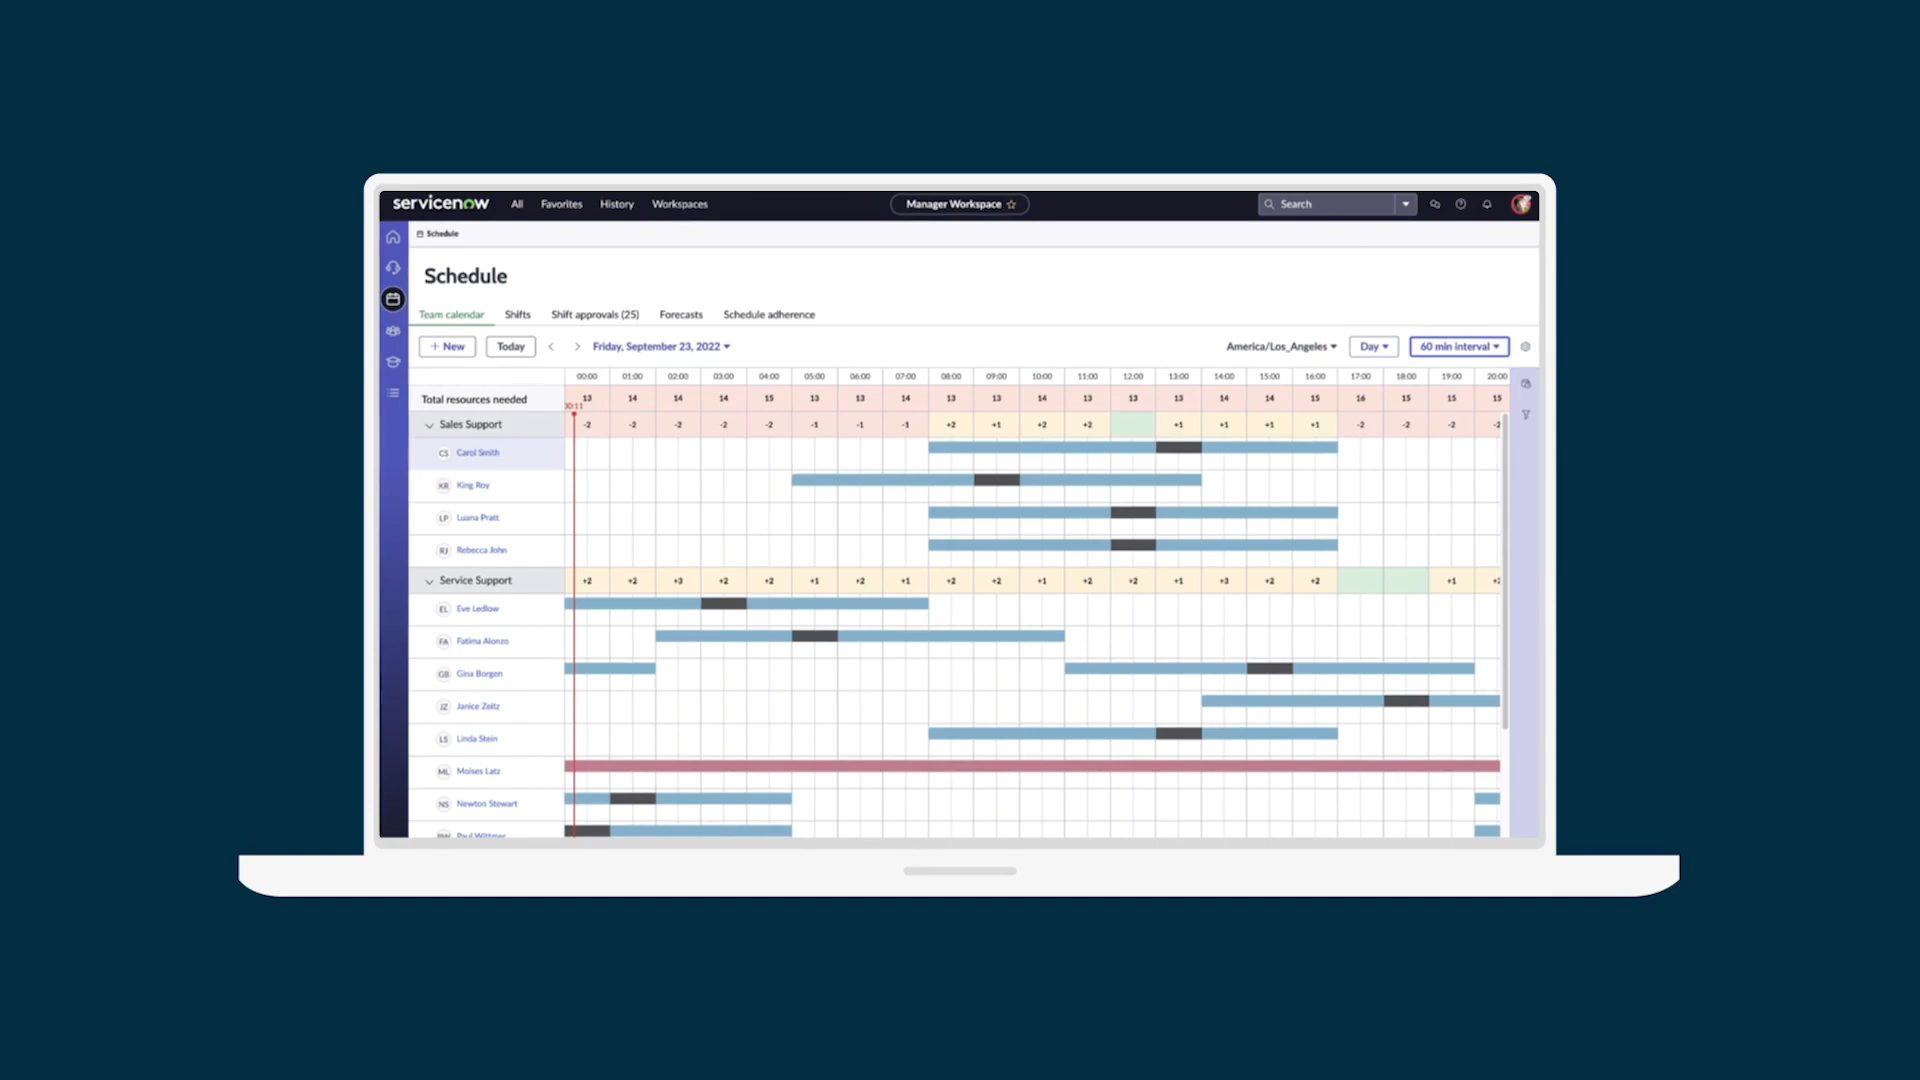 servicenow All Favorites History Workspaces Manager Workspace Search
Schedule
Schedule
Team calendar Shifts Shift approvals (25) Forecasts Schedule adherence
+ New Today Friday, September 23, 2022 America/Los_Angeles Day 60 min interval
00:00 01:00 02:00 03:00 04:00 05:00 06:00 07:00 08:00 09:00 10:00 11:00 12:00 13:00 14:00 15:00 16:00 17:00 18:00 19:00 20:00
Total resources needed 13 14 14 14 15 13 13 14 13 13 14 13 13 13 14 14 15 16 15 15 15
00:11
Sales Support -2 -2 -2 -2 -2 -1 -1 -1 +2 +1 +2 +2 +1 +1 +1 +1 -2 -2 -2 -2
CS Carol Smith
KR King Roy
LP Luana Pratt
RJ Rebecca John
Service Support +2 +2 +3 +2 +2 +1 +2 +1 +2 +2 +1 +2 +2 +1 +3 +2 +2 +1
EL Eve Ledlow
FA Fatima Alonzo
GB Gina Borgen
JZ Janice Zeitz
LS Linda Stein
ML Moises Latz
NS Newton Stewart
PW Paul Wittmer